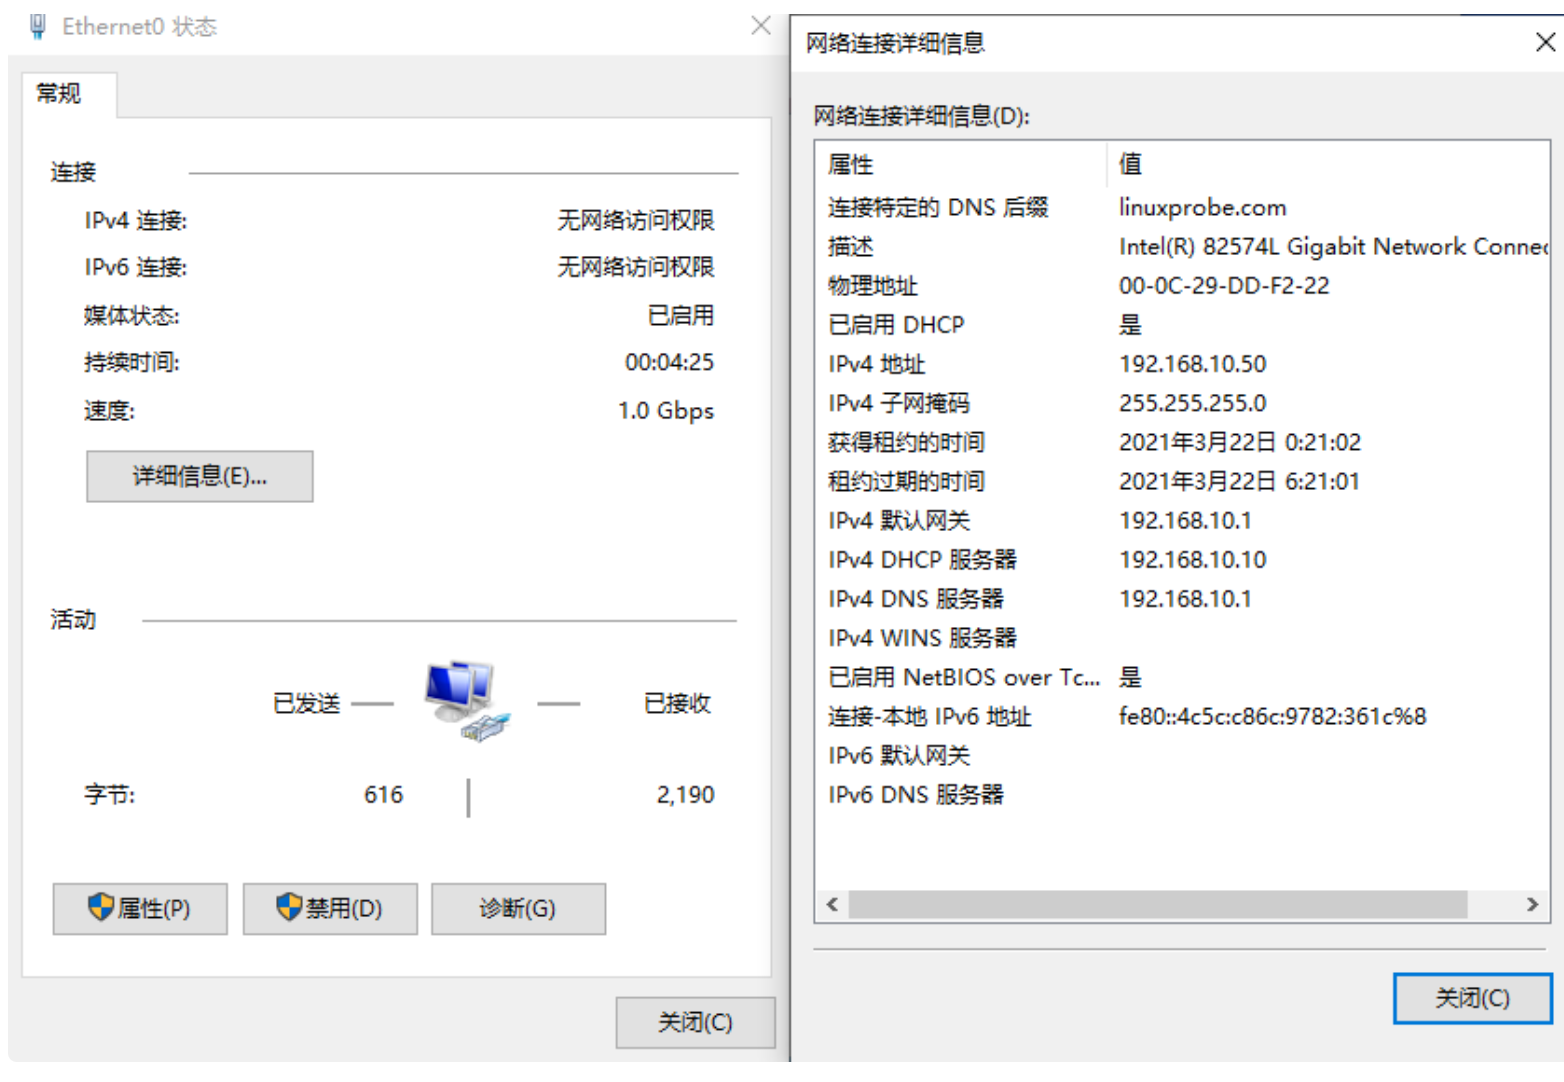 Ethernet0 状态
常规
连接
IPv4 连接: 无网络访问权限
IPv6 连接: 无网络访问权限
媒体状态: 已启用
持续时间: 00:04:25
速度: 1.0 Gbps
详细信息(E)...
活动
已发送 已接收
字节: 616 2,190
属性(P) 禁用(D) 诊断(G)
关闭(C)
网络连接详细信息
网络连接详细信息(D):
属性 值
连接特定的 DNS 后缀 linuxprobe.com
描述 Intel(R) 82574L Gigabit Network Connec
物理地址 00-0C-29-DD-F2-22
已启用 DHCP 是
IPv4 地址 192.168.10.50
IPv4 子网掩码 255.255.255.0
获得租约的时间 2021年3月22日 0:21:02
租约过期的时间 2021年3月22日 6:21:01
IPv4 默认网关 192.168.10.1
IPv4 DHCP 服务器 192.168.10.10
IPv4 DNS 服务器 192.168.10.1
IPv4 WINS 服务器
已启用 NetBIOS over Tc... 是
连接-本地 IPv6 地址 fe80::4c5c:c86c:9782:361c%8
IPv6 默认网关
IPv6 DNS 服务器
关闭(C)